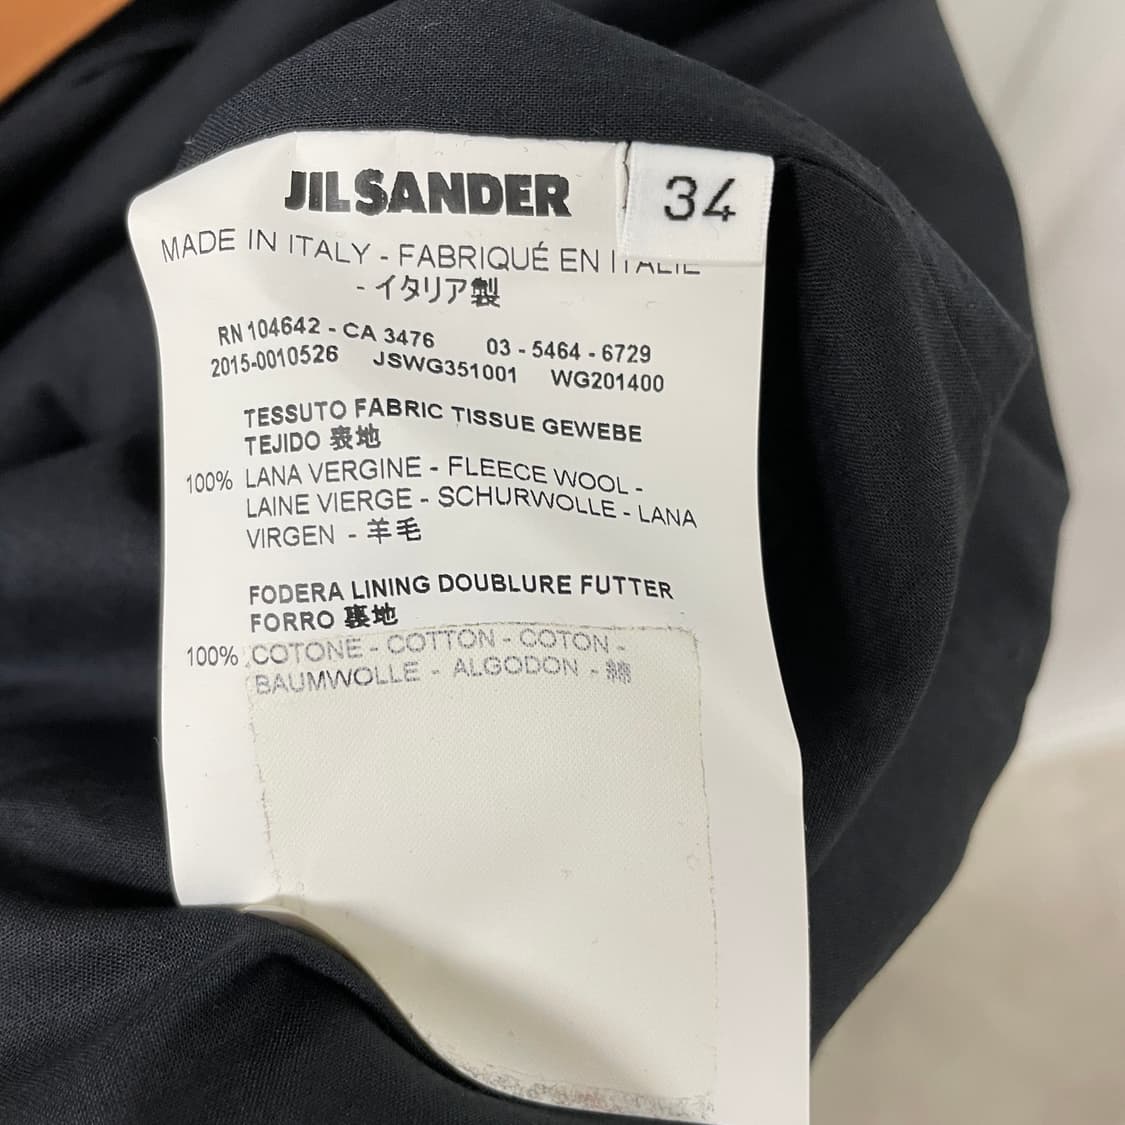 JIL SANDER
34
MADE IN ITALY - FABRIQUÉ EN ITALIE
- イタリア製
RN 104642 - CA 3476 03 - 5464 - 6729
2015-0010526 JSWG351001 WG201400
TESSUTO FABRIC TISSUE GEWEBE
TEJIDO 表地
100% LANA VERGINE - FLEECE WOOL -
LAINE VIERGE - SCHURWOLLE - LANA
VIRGEN - 羊毛
FODERA LINING DOUBLURE FUTTER
FORRO 裏地
100% COTONE - COTTON - COTON -
BAUMWOLLE - ALGODON - 綿